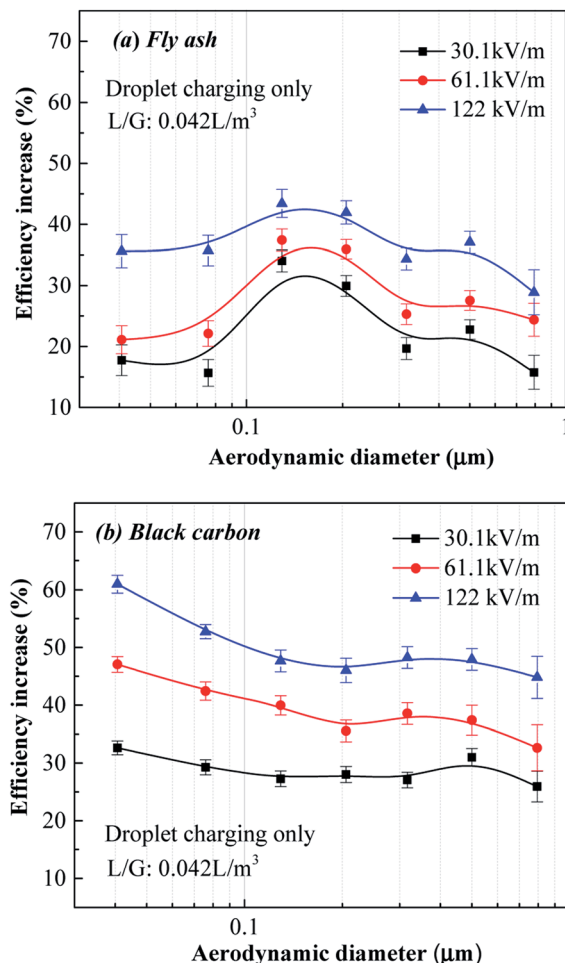 (a) Fly ash
30.1kV/m
61.1kV/m
122 kV/m
Droplet charging only
L/G: 0.042L/m³
Efficiency increase (%)
70
60
50
40
30
20
10
0.1
1
Aerodynamic diameter (μm)
(b) Black carbon
30.1kV/m
61.1kV/m
122 kV/m
Droplet charging only
L/G: 0.042L/m³
Efficiency increase (%)
70
60
50
40
30
20
10
0.1
Aerodynamic diameter (μm)